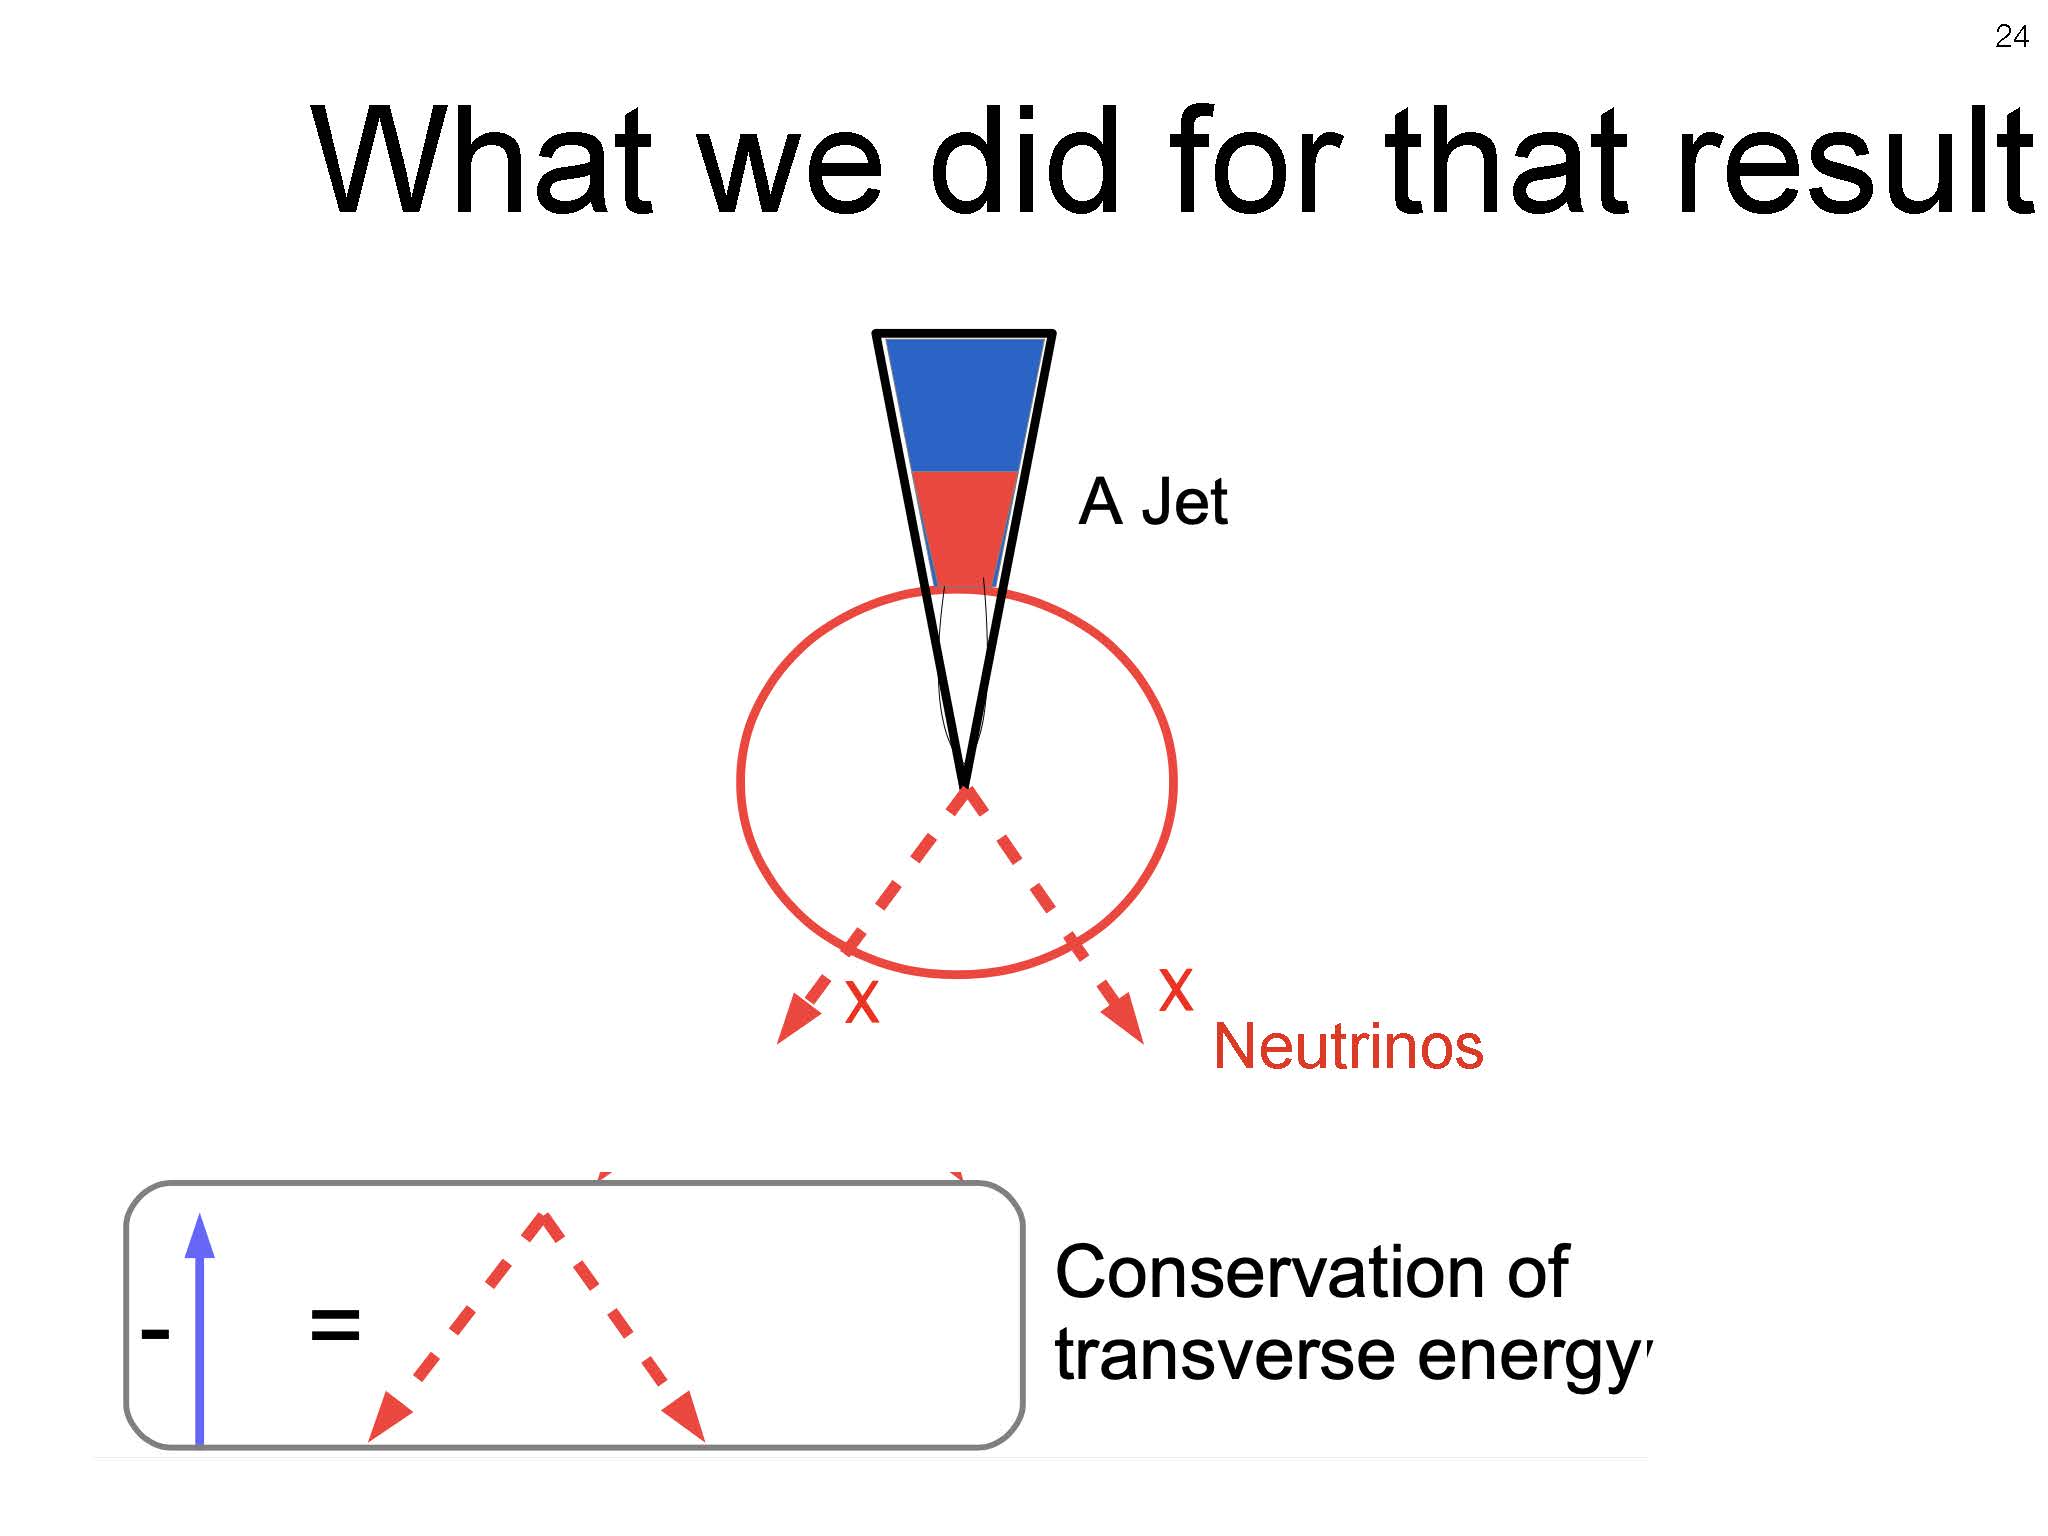 24
What we did for that result
A Jet
X
X
Neutrinos
- =
Conservation of
transverse energy